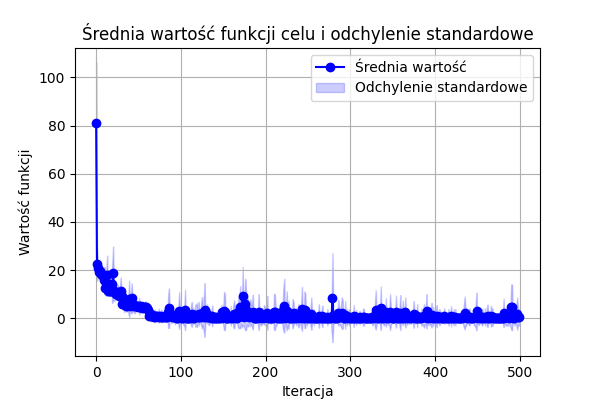 Średnia wartość funkcji celu i odchylenie standardowe
Średnia wartość
Odchylenie standardowe
Wartość funkcji
100
80
60
40
20
0
0 100 200 300 400 500
Iteracja